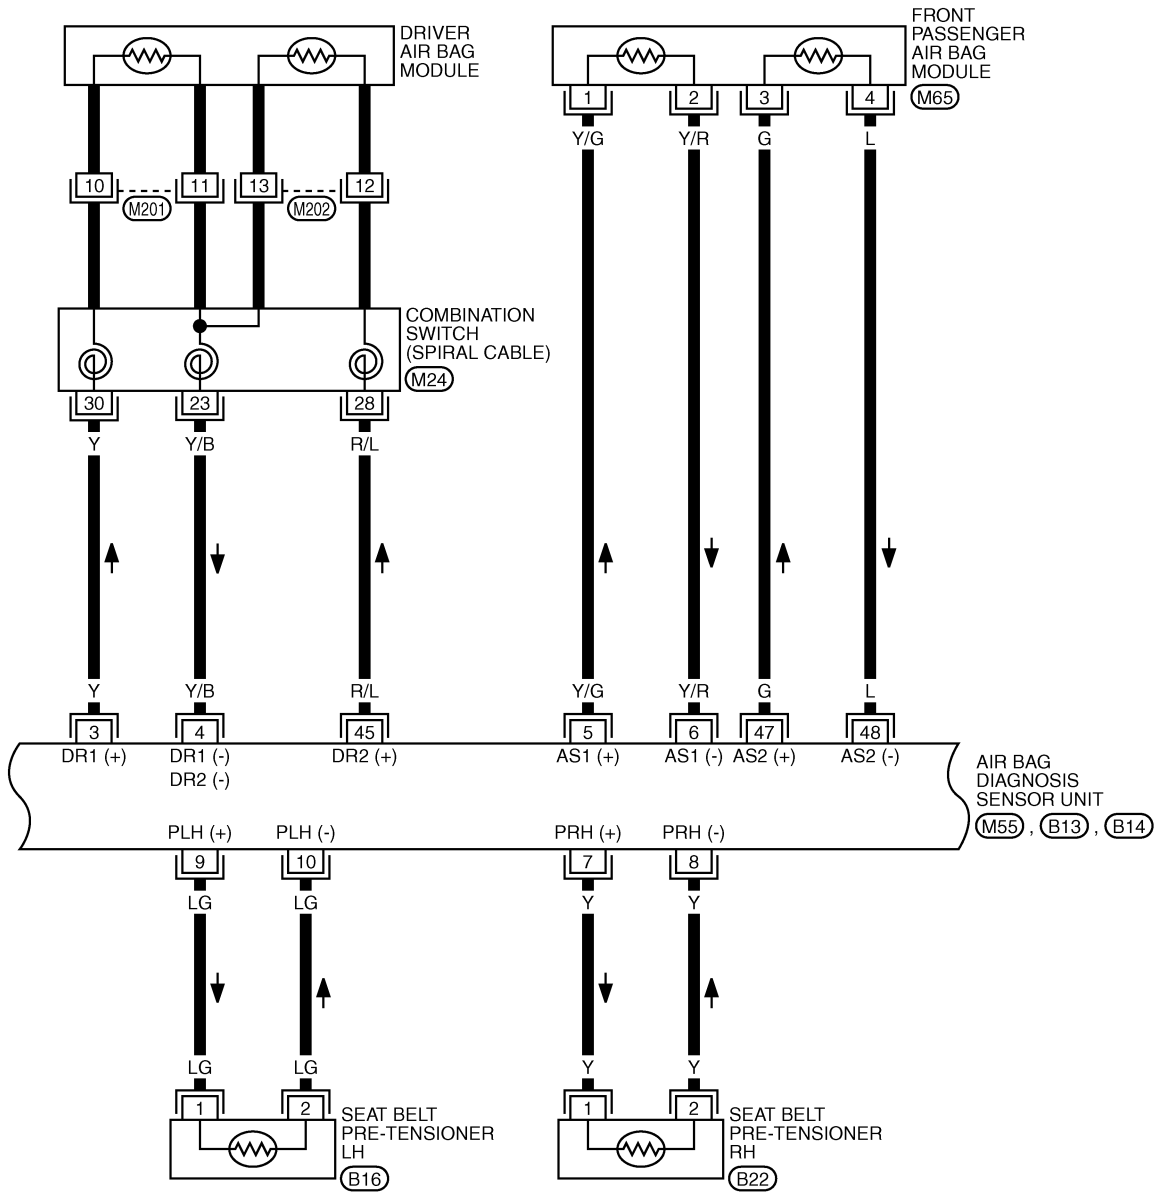 DRIVER
AIR BAG
MODULE
FRONT
PASSENGER
AIR BAG
MODULE
M65
1 2 3 4
Y/G Y/R G L
10 11 13 12
M201 M202
COMBINATION
SWITCH
(SPIRAL CABLE)
M24
30 23 28
Y Y/B R/L
Y Y/B R/L Y/G Y/R G L
3 4 45 5 6 47 48
DR1 (+) DR1 (-) DR2 (+) AS1 (+) AS1 (-) AS2 (+) AS2 (-)
DR2 (-)
AIR BAG
DIAGNOSIS
SENSOR UNIT
M55 , B13 , B14
PLH (+) PLH (-) PRH (+) PRH (-)
9 10 7 8
LG LG Y Y
LG LG Y Y
1 2 1 2
SEAT BELT
PRE-TENSIONER
LH
B16
SEAT BELT
PRE-TENSIONER
RH
B22